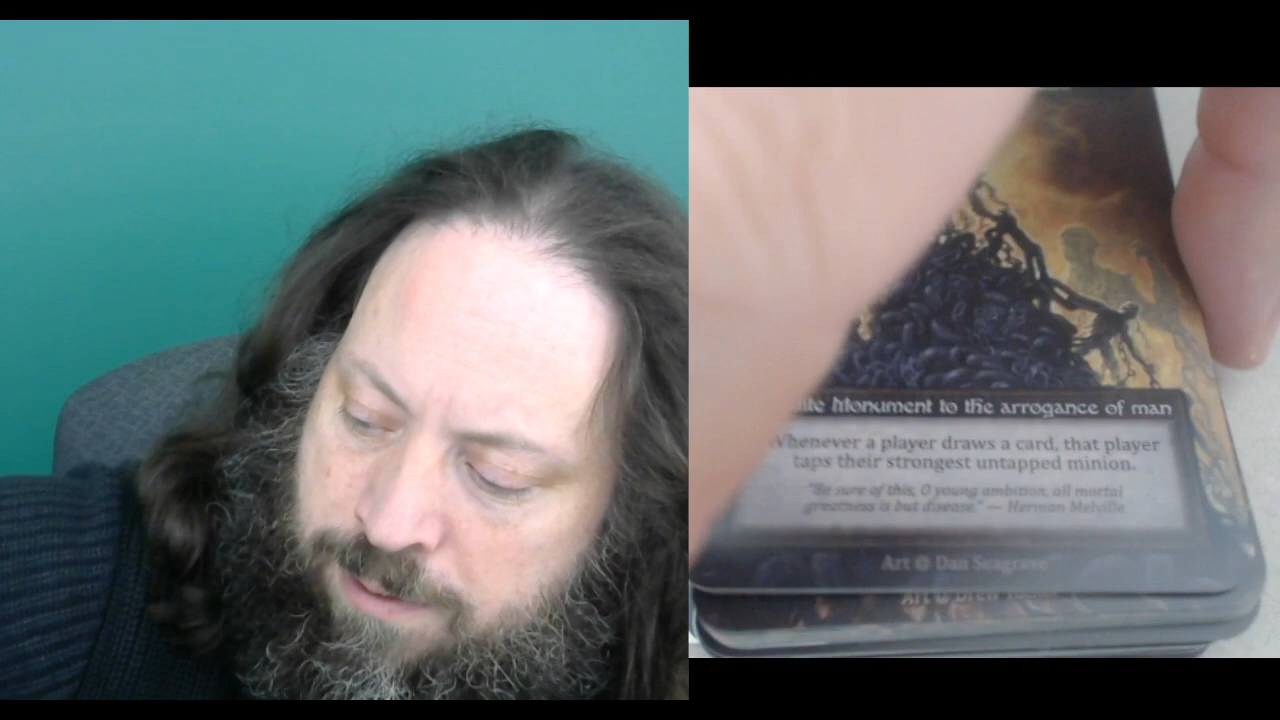 Monument to the arrogance of man
Whenever a player draws a card, that player
taps their strongest untapped minion.
"Be sure of this, O young ambition, all mortal
greatness is but disease." — Herman Melville
Art @ Dan Seagrave
Art @